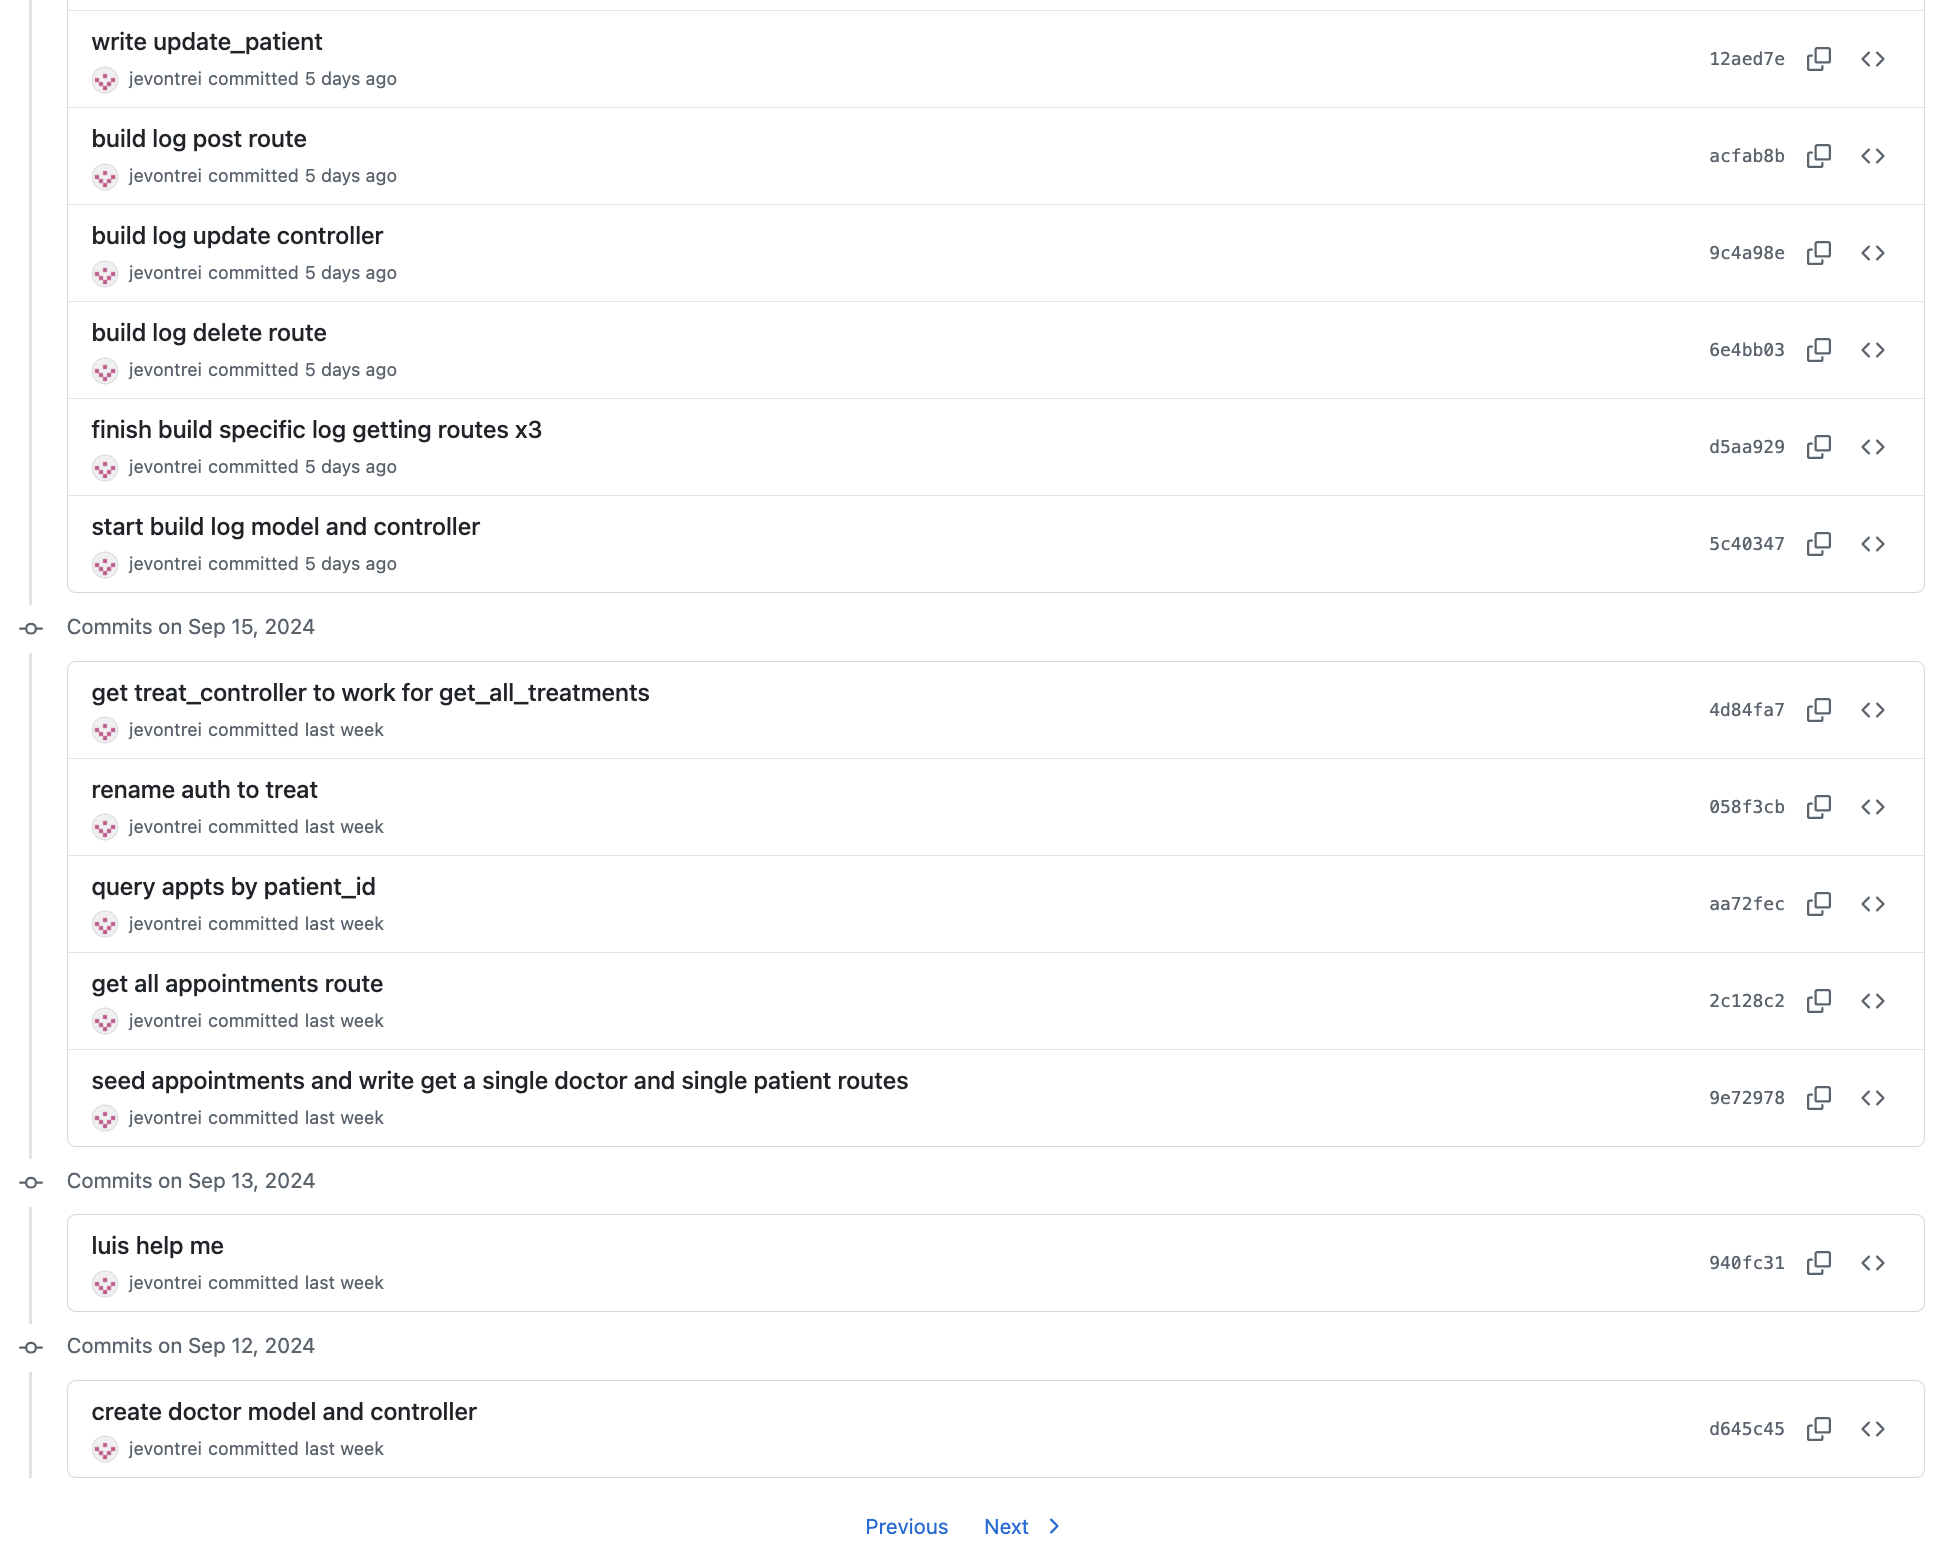 write update_patient
jevontrei committed 5 days ago
12aed7e
build log post route
jevontrei committed 5 days ago
acfab8b
build log update controller
jevontrei committed 5 days ago
9c4a98e
build log delete route
jevontrei committed 5 days ago
6e4bb03
finish build specific log getting routes x3
jevontrei committed 5 days ago
d5aa929
start build log model and controller
jevontrei committed 5 days ago
5c40347
Commits on Sep 15, 2024
get treat_controller to work for get_all_treatments
jevontrei committed last week
4d84fa7
rename auth to treat
jevontrei committed last week
058f3cb
query appts by patient_id
jevontrei committed last week
aa72fec
get all appointments route
jevontrei committed last week
2c128c2
seed appointments and write get a single doctor and single patient routes
jevontrei committed last week
9e72978
Commits on Sep 13, 2024
luis help me
jevontrei committed last week
940fc31
Commits on Sep 12, 2024
create doctor model and controller
jevontrei committed last week
d645c45
Previous Next